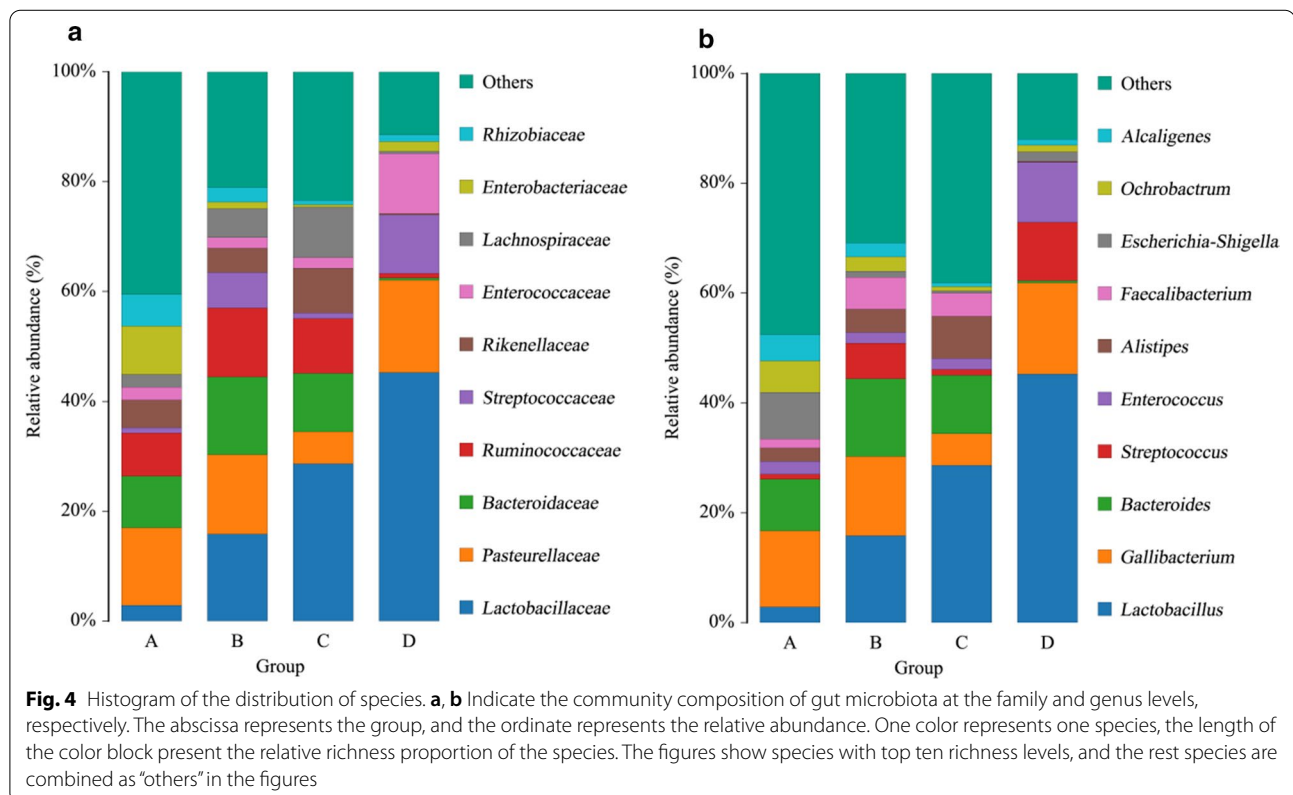 a
100%
80%
60%
40%
20%
0%
Relative abundance (%)
A B C D
Group
Others
Rhizobiaceae
Enterobacteriaceae
Lachnospiraceae
Enterococcaceae
Rikenellaceae
Streptococcaceae
Ruminococcaceae
Bacteroidaceae
Pasteurellaceae
Lactobacillaceae
b
100%
80%
60%
40%
20%
0%
Relative abundance (%)
A B C D
Group
Others
Alcaligenes
Ochrobactrum
Escherichia-Shigella
Faecalibacterium
Alistipes
Enterococcus
Streptococcus
Bacteroides
Gallibacterium
Lactobacillus
Fig. 4 Histogram of the distribution of species. a, b Indicate the community composition of gut microbiota at the family and genus levels,
respectively. The abscissa represents the group, and the ordinate represents the relative abundance. One color represents one species, the length of
the color block present the relative richness proportion of the species. The figures show species with top ten richness levels, and the rest species are
combined as “others” in the figures